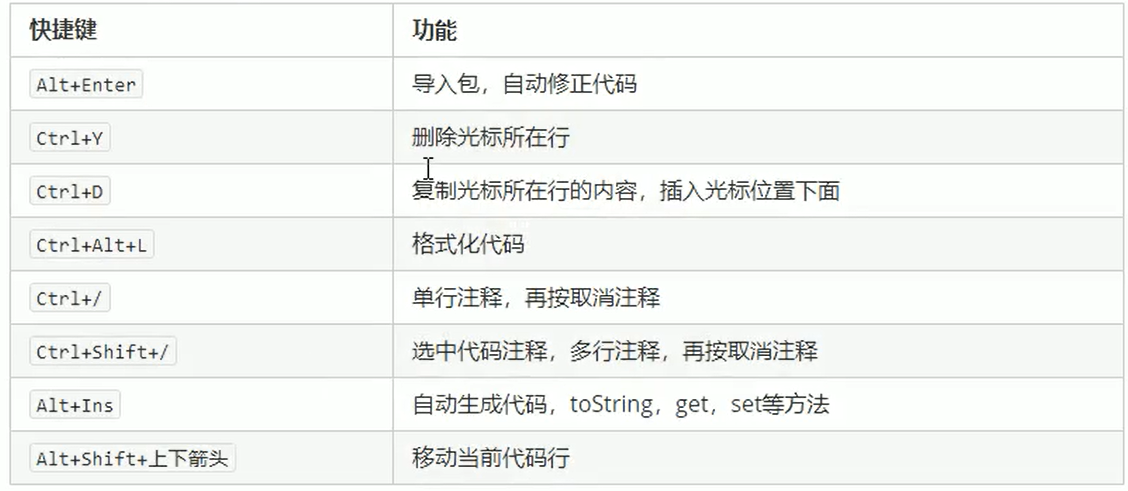 快捷键 功能
Alt+Enter 导入包，自动修正代码
Ctrl+Y 删除光标所在行
Ctrl+D 复制光标所在行的内容，插入光标位置下面
Ctrl+Alt+L 格式化代码
Ctrl+/ 单行注释，再按取消注释
Ctrl+Shift+/ 选中代码注释，多行注释，再按取消注释
Alt+Ins 自动生成代码，toString，get，set等方法
Alt+Shift+上下箭头 移动当前代码行